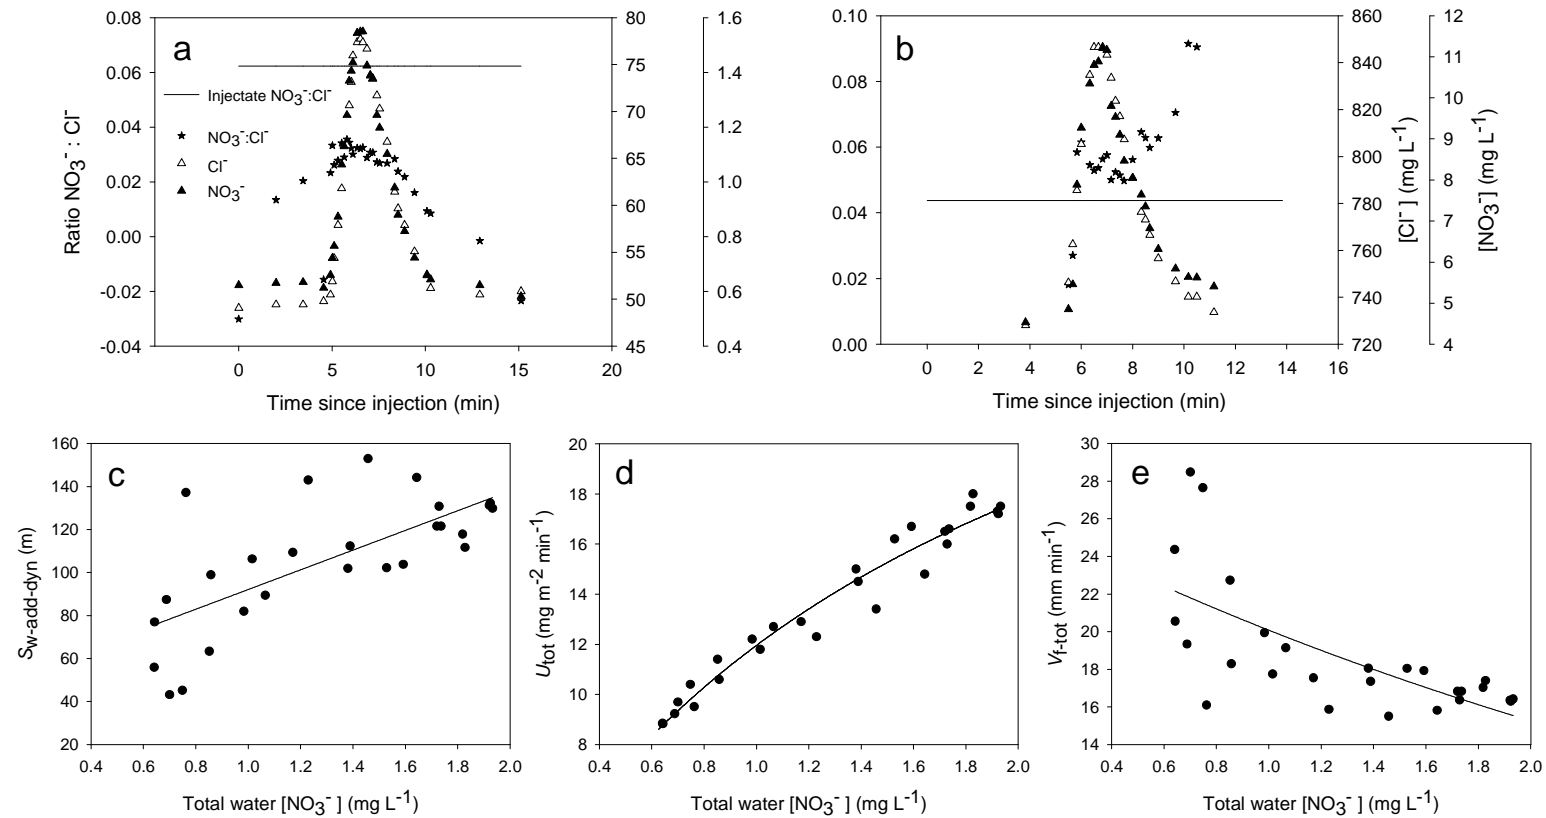 a
0.08
0.06
0.04
0.02
0.00
-0.02
-0.04
Ratio NO3- : Cl-
Injectate NO3-:Cl-
NO3-:Cl-
Cl-
NO3-
80
75
70
65
60
55
50
45
1.6
1.4
1.2
1.0
0.8
0.6
0.4
0 5 10 15 20
Time since injection (min)
b
0.10
0.08
0.06
0.04
0.02
0.00
860
840
820
800
780
760
740
720
[Cl-] (mg L-1)
12
11
10
9
8
7
6
5
4
[NO3-] (mg L-1)
0 2 4 6 8 10 12 14 16
Time since injection (min)
c
160
140
120
100
80
60
40
20
Sw-add-dyn (m)
0.4 0.6 0.8 1.0 1.2 1.4 1.6 1.8 2.0
Total water [NO3- ] (mg L-1)
d
20
18
16
14
12
10
8
Utot (mg m-2 min-1)
0.4 0.6 0.8 1.0 1.2 1.4 1.6 1.8 2.0
Total water [NO3- ] (mg L-1)
e
30
28
26
24
22
20
18
16
14
Vf-tot (mm min-1)
0.4 0.6 0.8 1.0 1.2 1.4 1.6 1.8 2.0
Total water [NO3- ] (mg L-1)